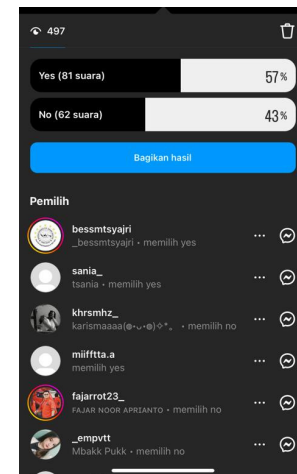 497
Yes (81 suara) 57%
No (62 suara) 43%
Bagikan hasil
Pemilih
bessmtsyajri
_bessmtsyajri • memilih yes
sania_
tsania • memilih yes
khrsmhz_
karismaaaa(๑•ᴗ•๑)✧*。 • memilih no
miifftta.a
memilih yes
fajarrot23_
FAJAR NOOR APRIANTO • memilih no
_empvtt
Mbakk Pukk • memilih no